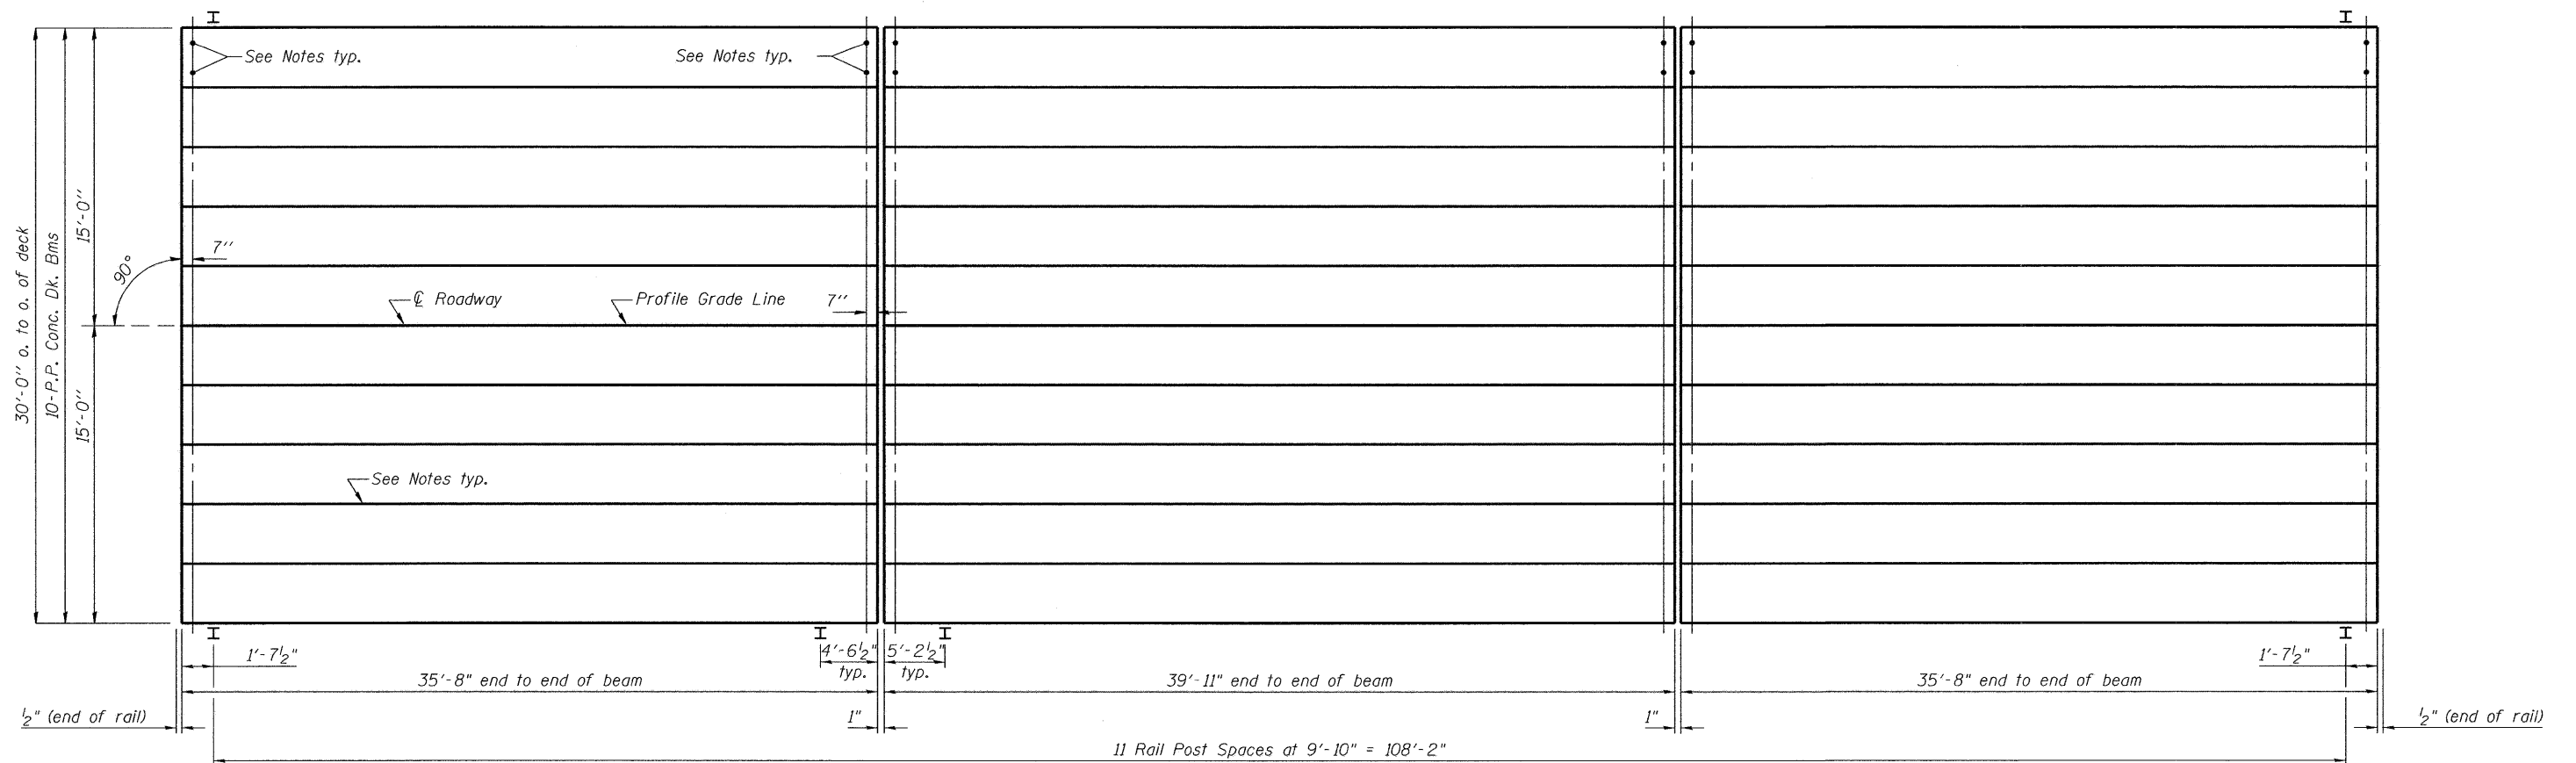 See Notes typ.
See Notes typ.
30'-0" o. to o. of deck
10-P.P. Conc. Dk. Bms
15'-0"
15'-0"
90°
7"
℄ Roadway
Profile Grade Line
7"
See Notes typ.
1'-7½"
4'-6½"
typ.
5'-2½"
typ.
1'-7½"
35'-8" end to end of beam
39'-11" end to end of beam
35'-8" end to end of beam
½" (end of rail)
1"
1"
½" (end of rail)
11 Rail Post Spaces at 9'-10" = 108'-2"